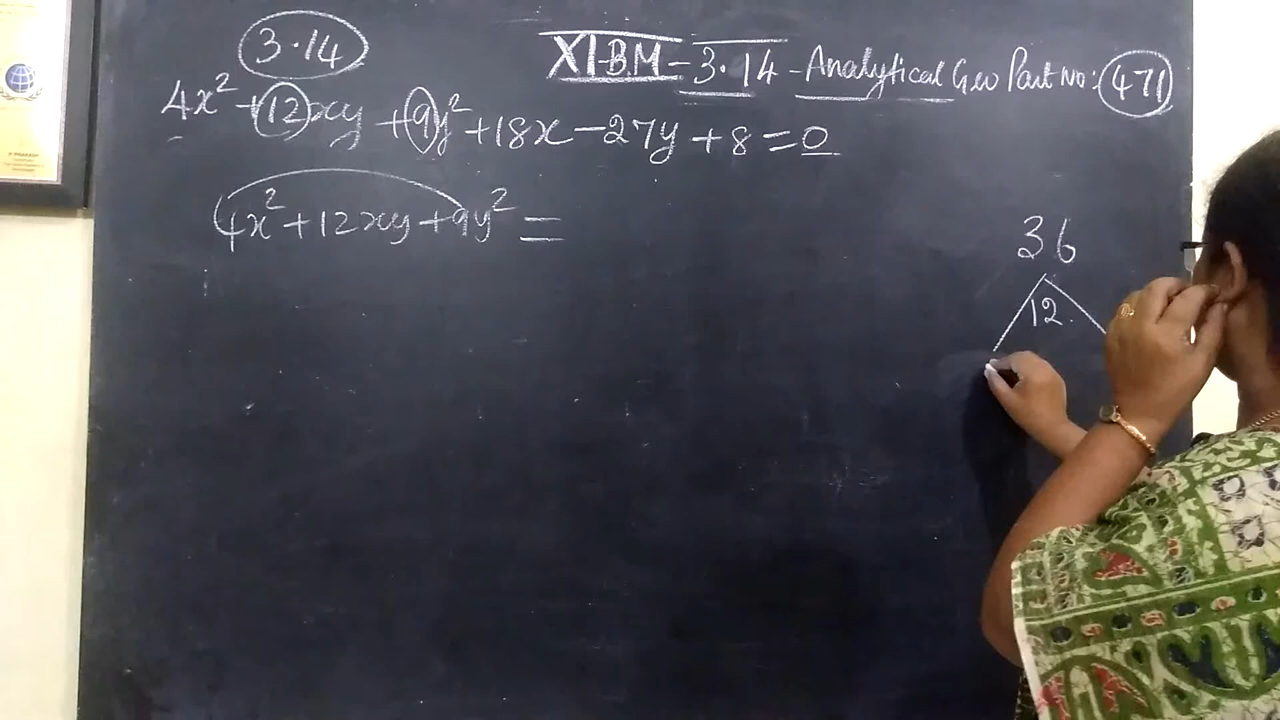 3.14
XI-BM-3.14-Analytical Geo Part No: 471
4x² -12xy +9y² +18x-27y+8=0
4x²+12xy+9y² =
36
12